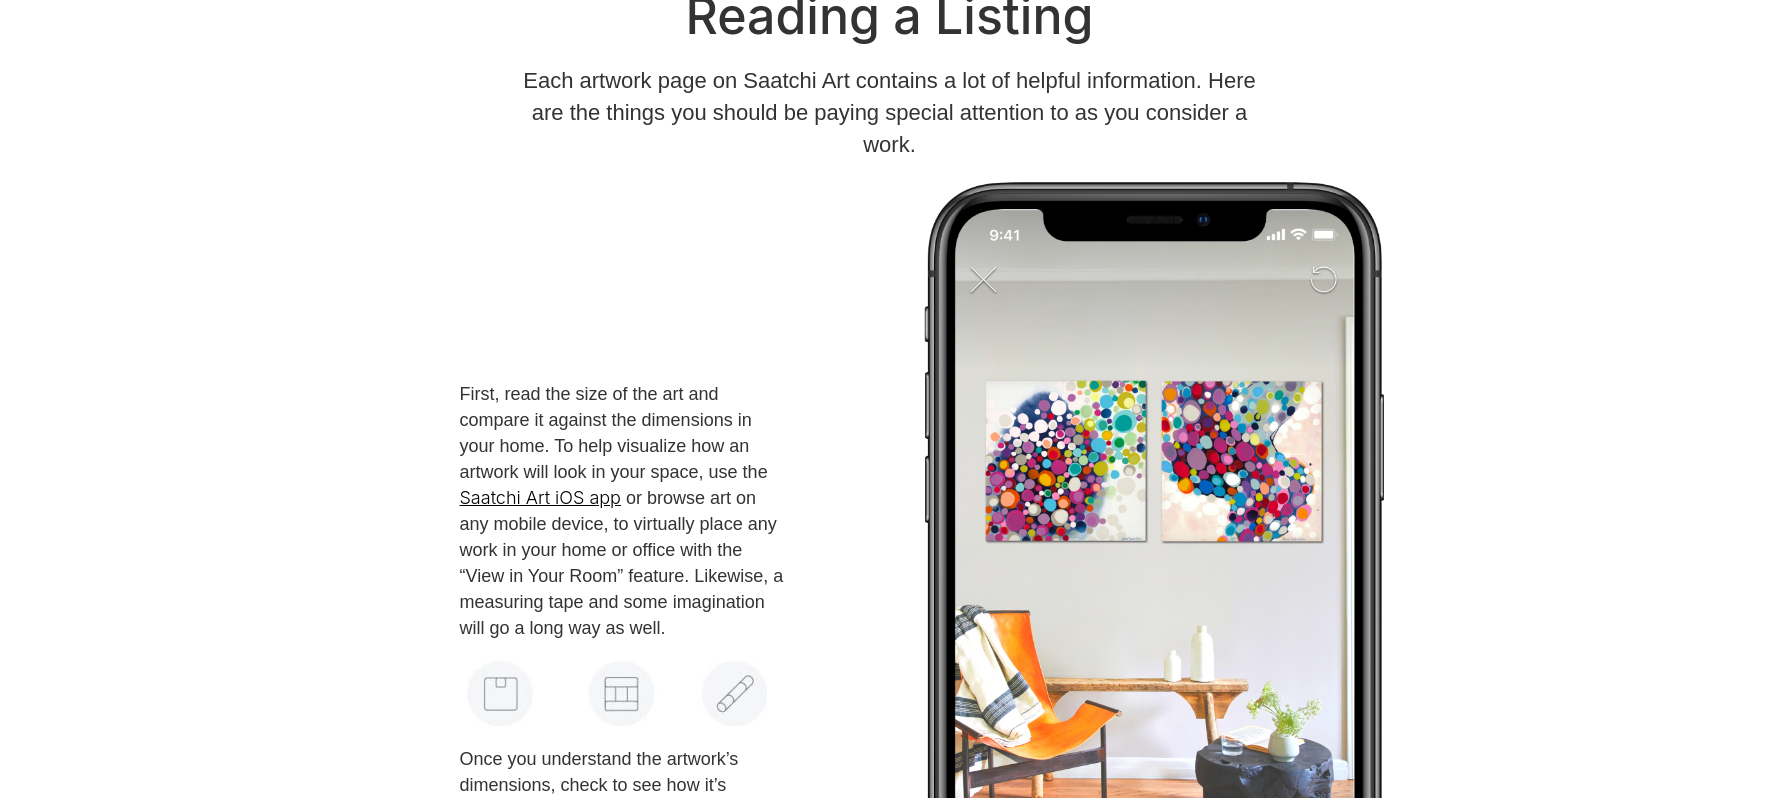 Reading a Listing
Each artwork page on Saatchi Art contains a lot of helpful information. Here
are the things you should be paying special attention to as you consider a
work.
9:41
First, read the size of the art and
compare it against the dimensions in
your home. To help visualize how an
artwork will look in your space, use the
Saatchi Art iOS app or browse art on
any mobile device, to virtually place any
work in your home or office with the
“View in Your Room” feature. Likewise, a
measuring tape and some imagination
will go a long way as well.
Once you understand the artwork’s
dimensions, check to see how it’s